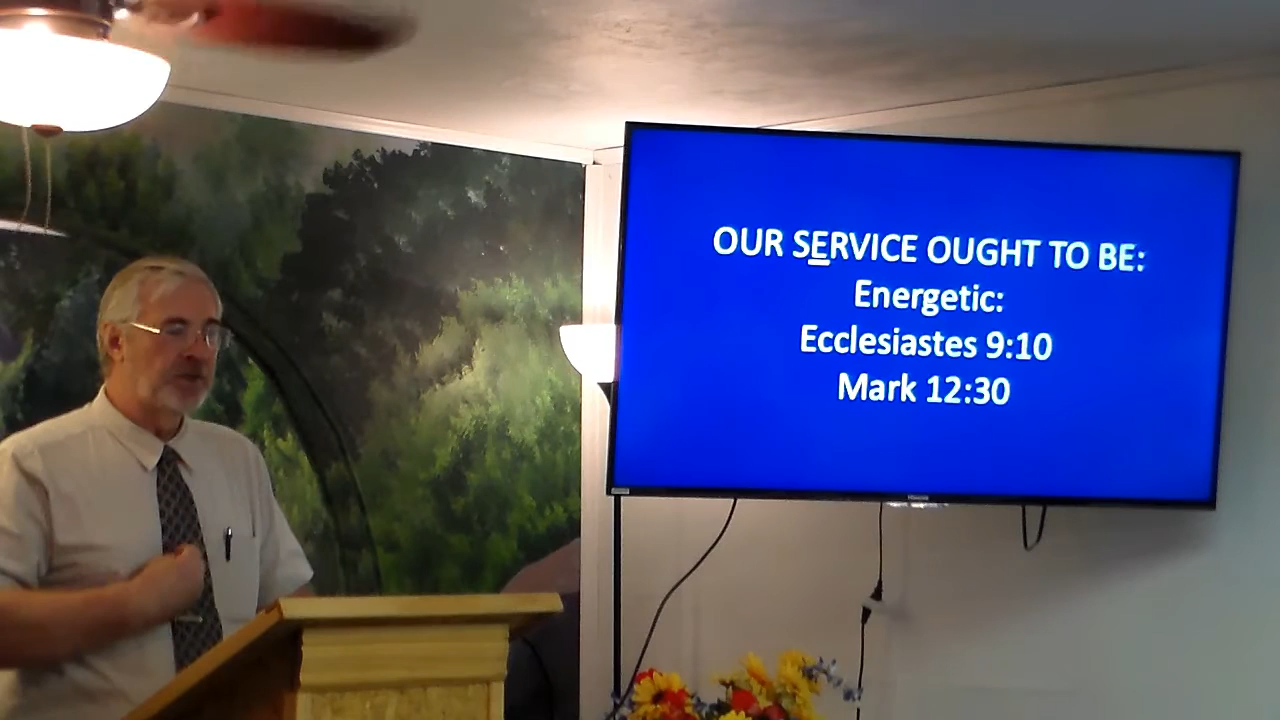 OUR SERVICE OUGHT TO BE:
Energetic:
Ecclesiastes 9:10
Mark 12:30